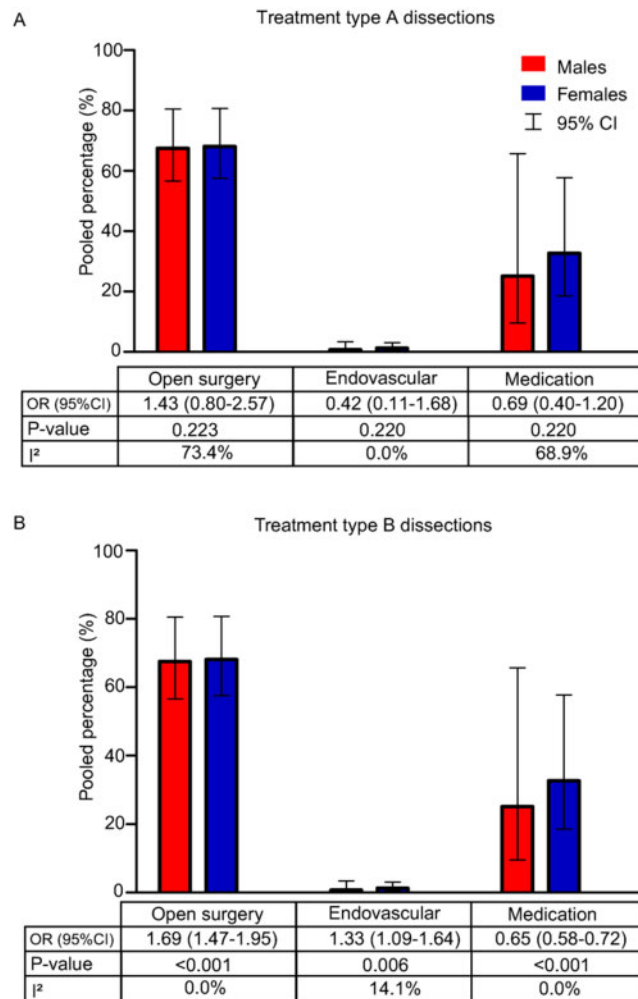 A
Treatment type A dissections
Pooled percentage (%)
100
80
60
40
20
0
Males
Females
95% CI
Open surgery Endovascular Medication
OR (95%CI) 1.43 (0.80-2.57) 0.42 (0.11-1.68) 0.69 (0.40-1.20)
P-value 0.223 0.220 0.220
I² 73.4% 0.0% 68.9%
B
Treatment type B dissections
Pooled percentage (%)
100
80
60
40
20
0
Open surgery Endovascular Medication
OR (95%CI) 1.69 (1.47-1.95) 1.33 (1.09-1.64) 0.65 (0.58-0.72)
P-value <0.001 0.006 <0.001
I² 0.0% 14.1% 0.0%